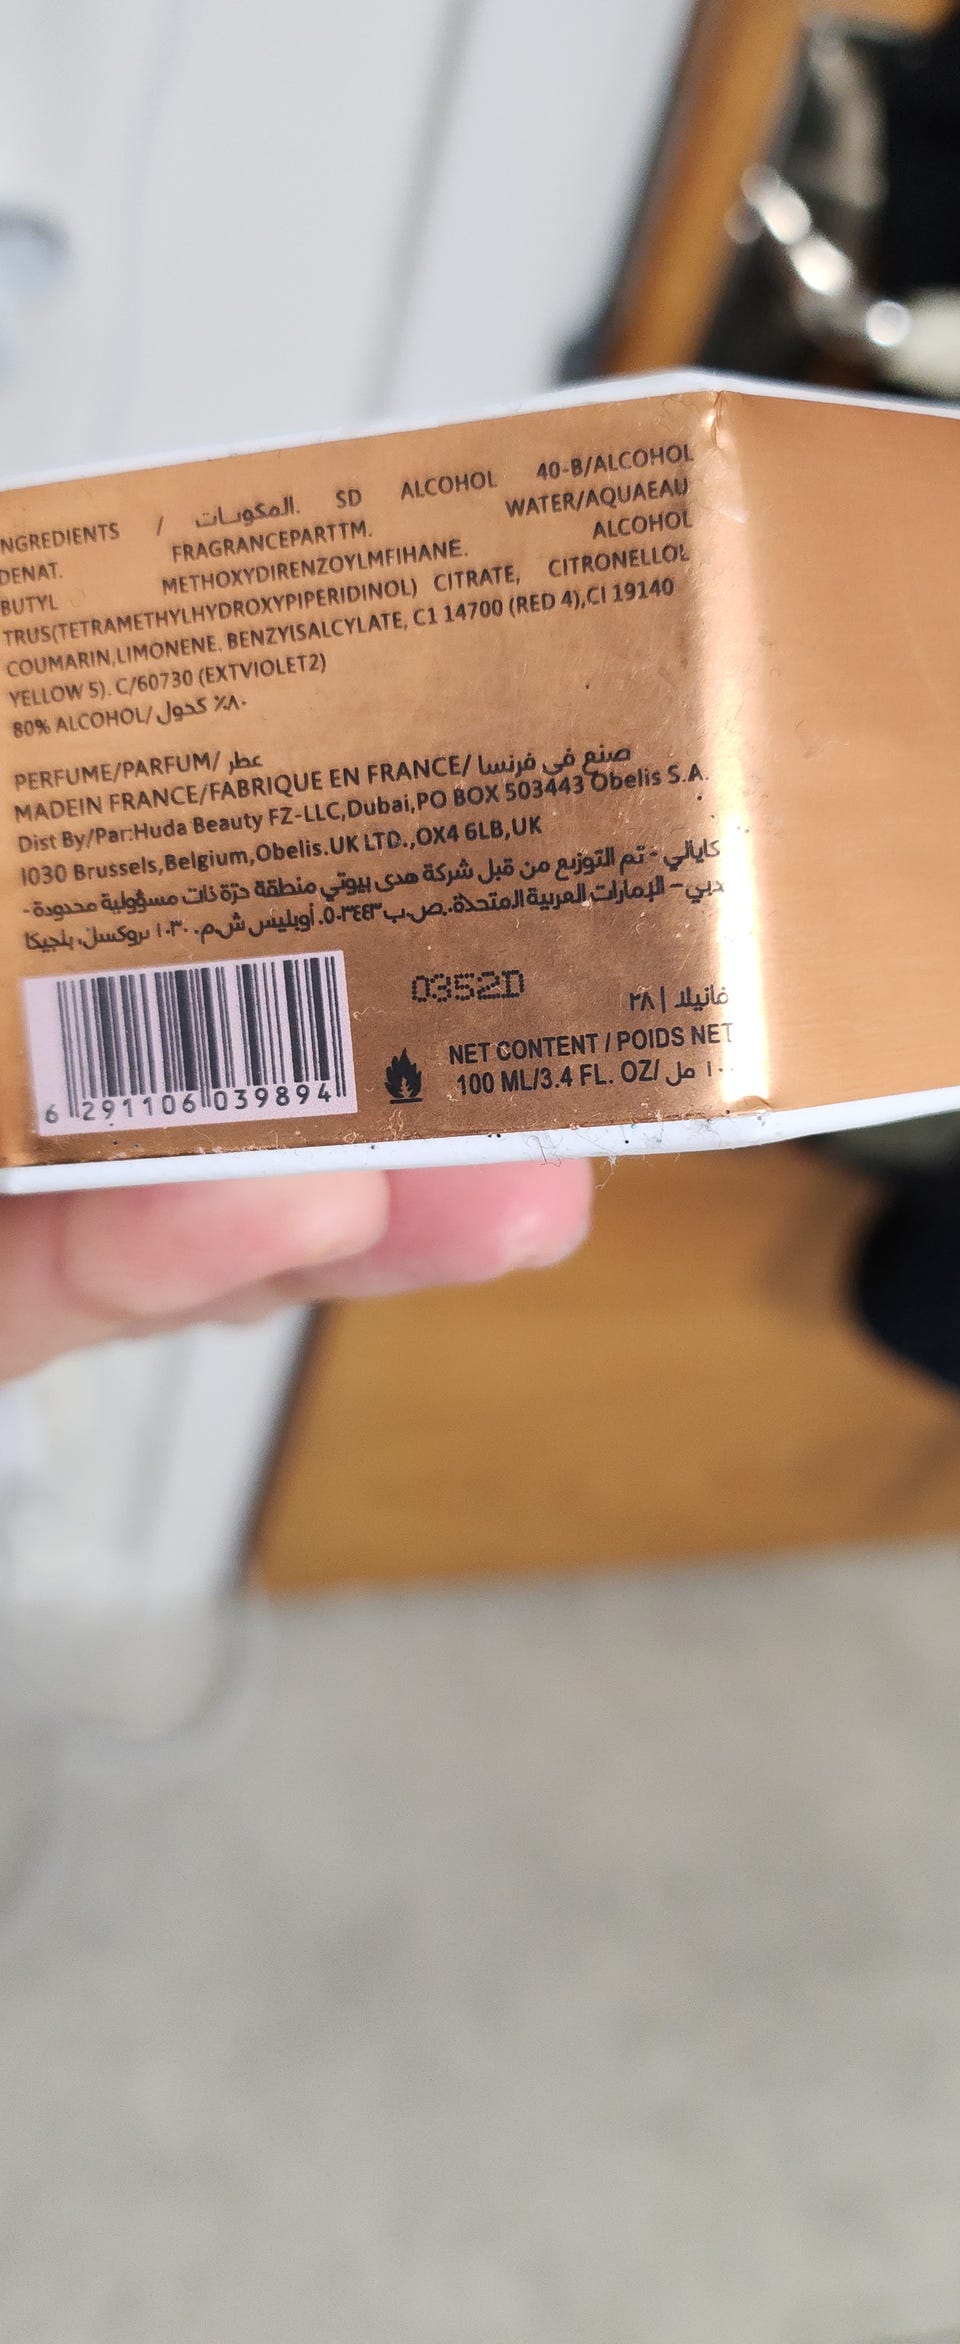 NGREDIENTS / المكونات. SD ALCOHOL 40-B/ALCOHOL
DENAT. FRAGRANCEPARTTM. WATER/AQUAEAU
BUTYL METHOXYDIRENZOYLMFIHANE. ALCOHOL
TRUS(TETRAMETHYLHYDROXYPIPERIDINOL) CITRATE, CITRONELLOL
COUMARIN,LIMONENE. BENZYISALCYLATE, C1 14700 (RED 4),CI 19140
YELLOW 5). C/60730 (EXTVIOLET2)
80% ALCOHOL/ كحول ٪٨٠
PERFUME/PARFUM/ عطر
MADEIN FRANCE/FABRIQUE EN FRANCE/ صنع في فرنسا
Dist By/Par:Huda Beauty FZ-LLC,Dubai,PO BOX 503443 Obelis S.A.
1030 Brussels,Belgium,Obelis.UK LTD.,OX4 6LB,UK
كايالي - تم التوزيع من قبل شركة هدى بيوتي منطقة حرّة ذات مسؤولية محدودة -
دبي – الإمارات العربية المتحدة. ص.ب ٥٠٣٤٤٣. أوبليس ش.م. ١٠٣٠ بروكسل، بلجيكا
0352D
فانيلا | ٢٨
NET CONTENT / POIDS NET
100 ML/3.4 FL. OZ/ ١٠٠ مل
6 291106 039894